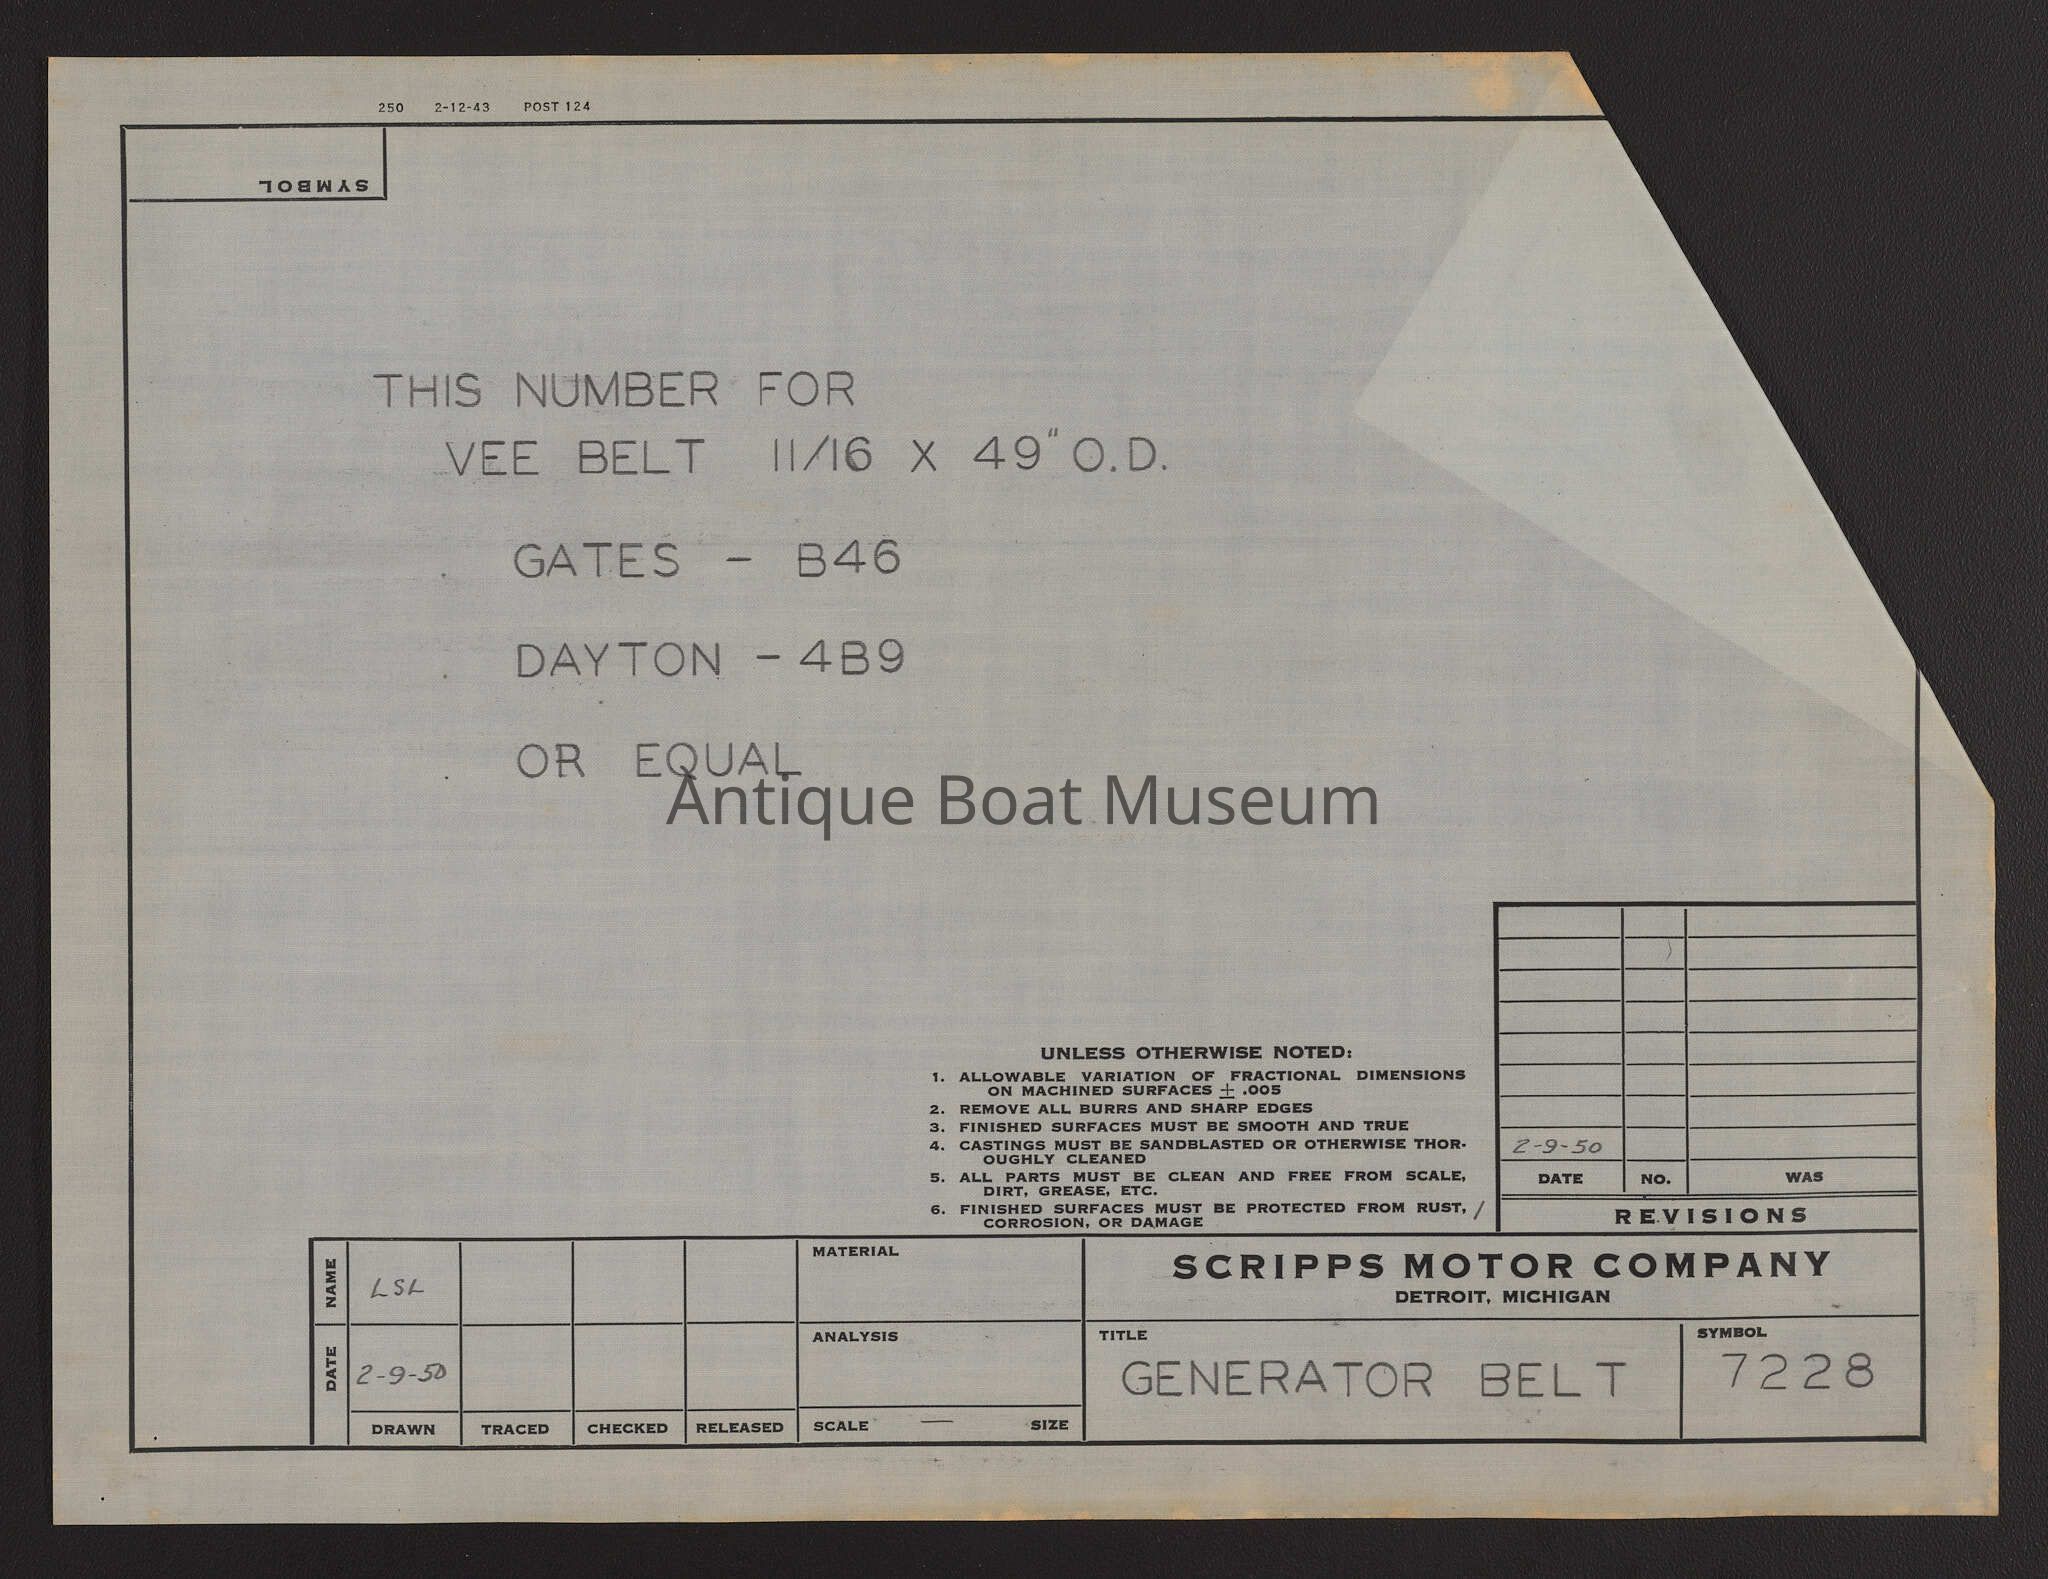 250 2-12-43 POST 124
SYMBOL
THIS NUMBER FOR
VEE BELT 11/16 X 49" O.D.
GATES - B46
DAYTON - 4B9
OR EQUAL
Antique Boat Museum
UNLESS OTHERWISE NOTED:
1. ALLOWABLE VARIATION OF FRACTIONAL DIMENSIONS
ON MACHINED SURFACES ± .005
2. REMOVE ALL BURRS AND SHARP EDGES
3. FINISHED SURFACES MUST BE SMOOTH AND TRUE
4. CASTINGS MUST BE SANDBLASTED OR OTHERWISE THOR-
OUGHLY CLEANED
5. ALL PARTS MUST BE CLEAN AND FREE FROM SCALE,
DIRT, GREASE, ETC.
6. FINISHED SURFACES MUST BE PROTECTED FROM RUST,
CORROSION, OR DAMAGE
2-9-50
DATE NO. WAS
REVISIONS
NAME LSL
DATE 2-9-50
DRAWN TRACED CHECKED RELEASED
MATERIAL
ANALYSIS
SCALE — SIZE
SCRIPPS MOTOR COMPANY
DETROIT, MICHIGAN
TITLE
GENERATOR BELT
SYMBOL
7228